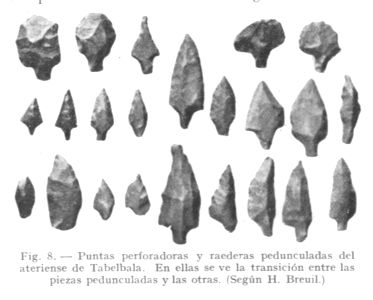 Fig. 8. — Puntas perforadoras y raederas pedunculadas del
ateriense de Tabelbala. En ellas se ve la transición entre las
piezas pedunculadas y las otras. (Según H. Breuil.)